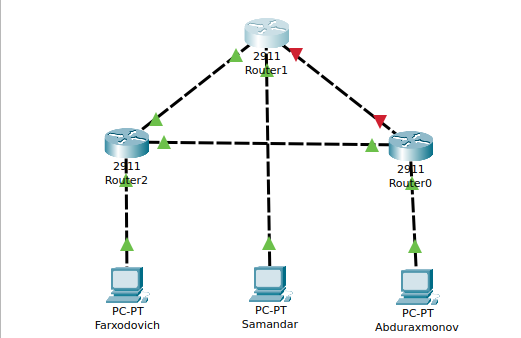 2911
Router1
2911
Router2
2911
Router0
PC-PT
Farxodovich
PC-PT
Samandar
PC-PT
Abduraxmonov